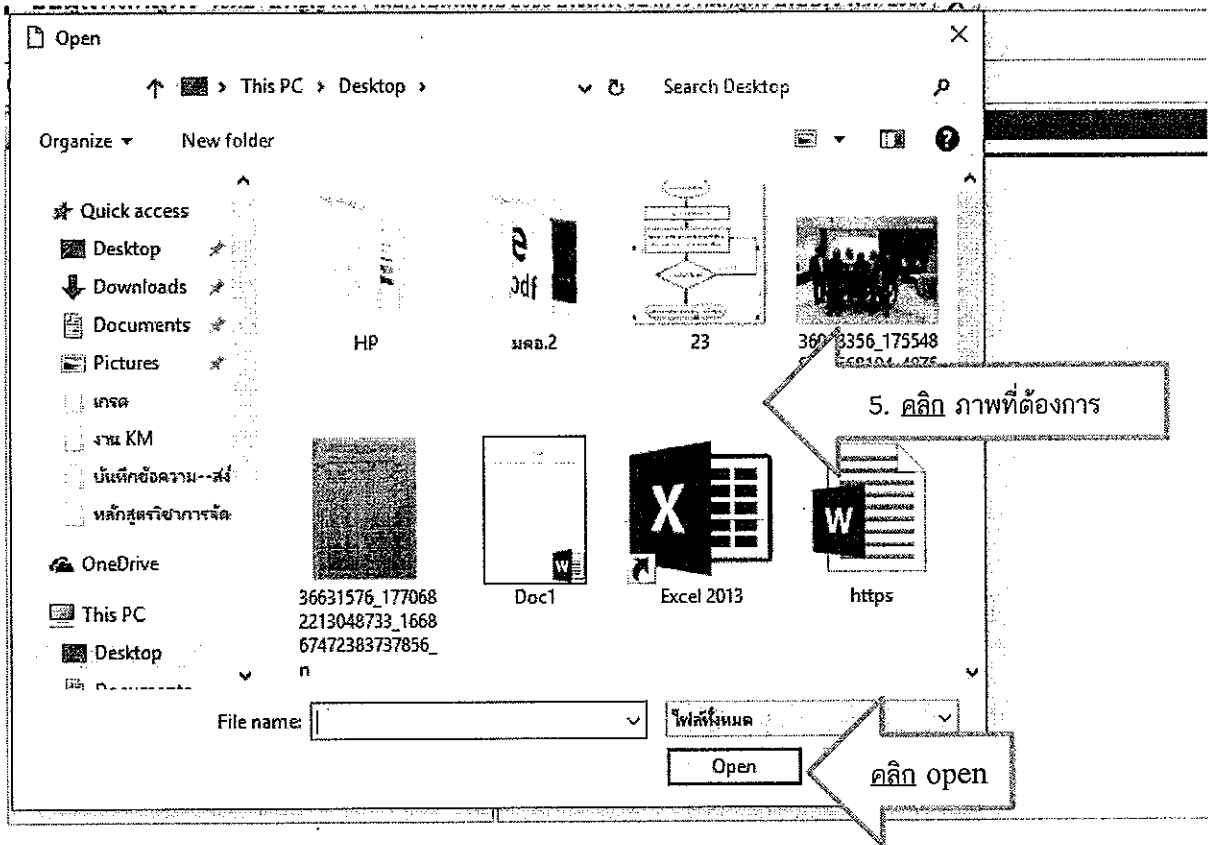 Open
This PC > Desktop >
Search Desktop
Organize
New folder
Quick access
Desktop
Downloads
Documents
Pictures
เกรด
งาน KM
บันทึกข้อความ--ส่ง
หลักสูตรวิชาการจัด
OneDrive
This PC
Desktop
HP
pdf
มคอ.2
23
5. คลิก ภาพที่ต้องการ
36631576_177068
2213048733_1668
67472383737856_
n
Doc1
Excel 2013
https
File name:
ไฟล์ทั้งหมด
Open
คลิก open